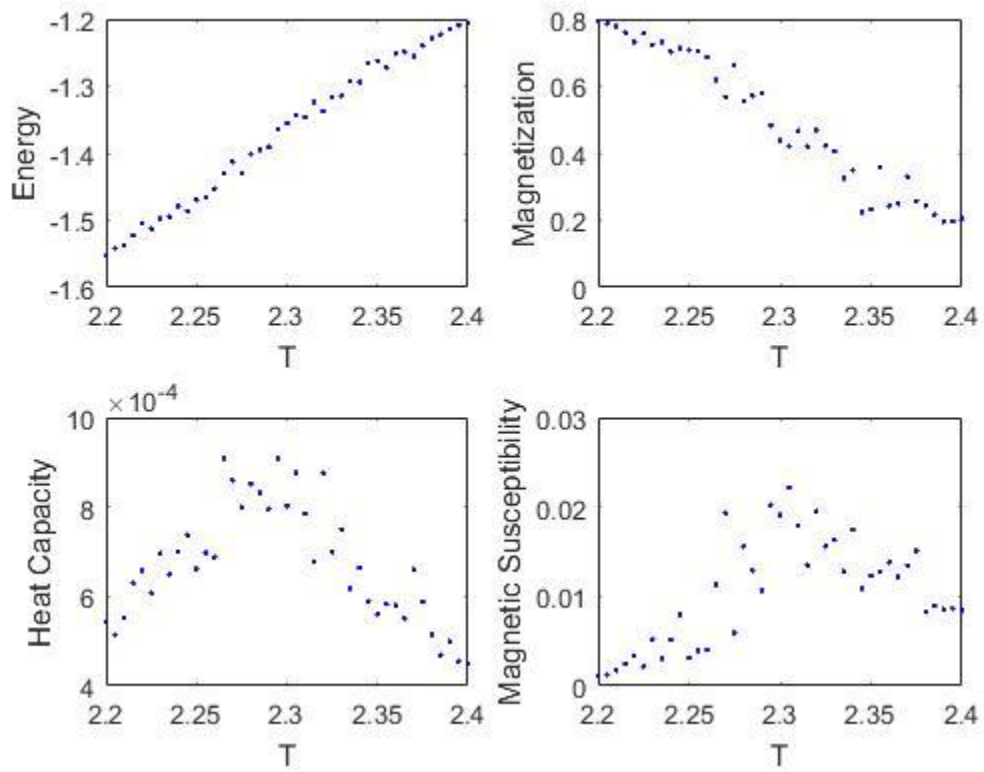 -1.2
-1.3
-1.4
-1.5
-1.6
Energy
2.2 2.25 2.3 2.35 2.4
T
0.8
0.6
0.4
0.2
0
Magnetization
2.2 2.25 2.3 2.35 2.4
T
×10-4
10
8
6
4
Heat Capacity
2.2 2.25 2.3 2.35 2.4
T
0.03
0.02
0.01
0
Magnetic Susceptibility
2.2 2.25 2.3 2.35 2.4
T